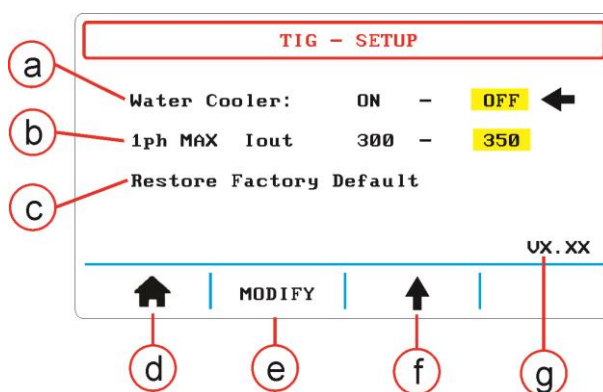 TIG - SETUP
a
Water Cooler: ON - OFF
b
1ph MAX Iout 300 - 350
c
Restore Factory Default
VX.XX
MODIFY
d
e
f
g